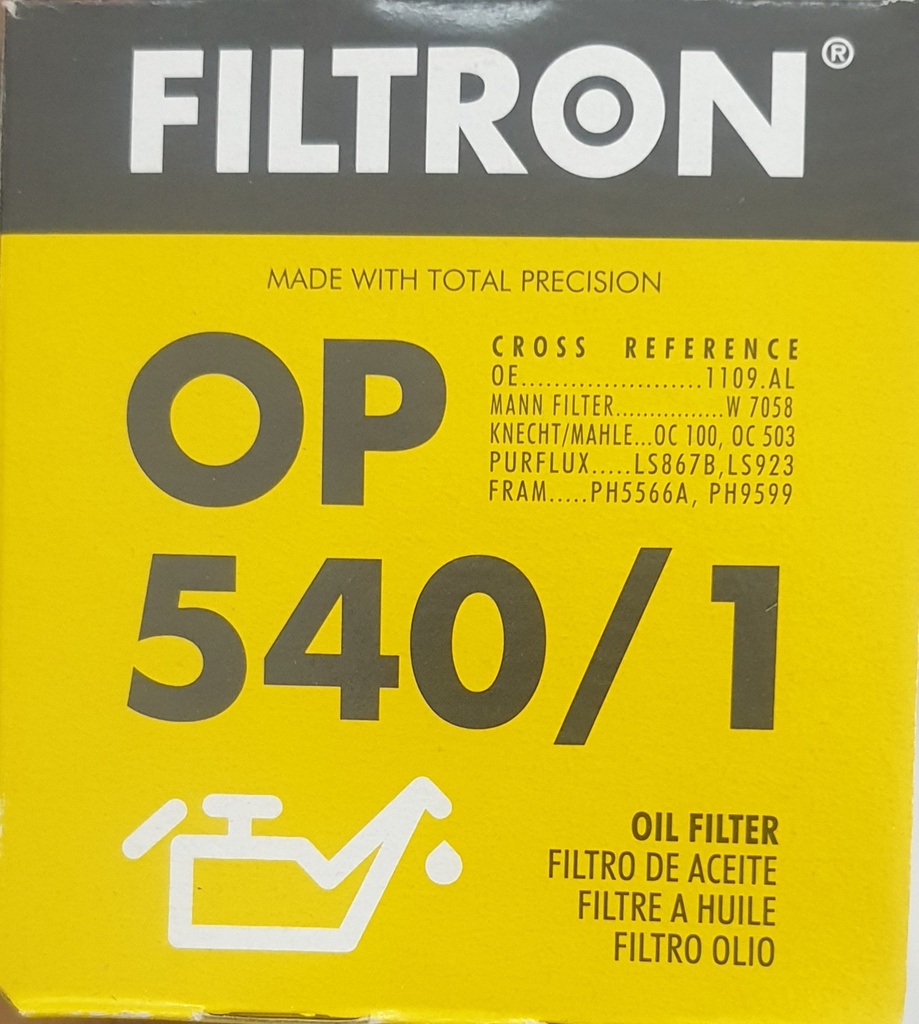 FILTRON®
MADE WITH TOTAL PRECISION
OP
CROSS REFERENCE
OE......................1109.AL
MANN FILTER................W 7058
KNECHT/MAHLE...OC 100, OC 503
PURFLUX.....LS867B,LS923
FRAM.....PH5566A, PH9599
540/1
OIL FILTER
FILTRO DE ACEITE
FILTRE A HUILE
FILTRO OLIO